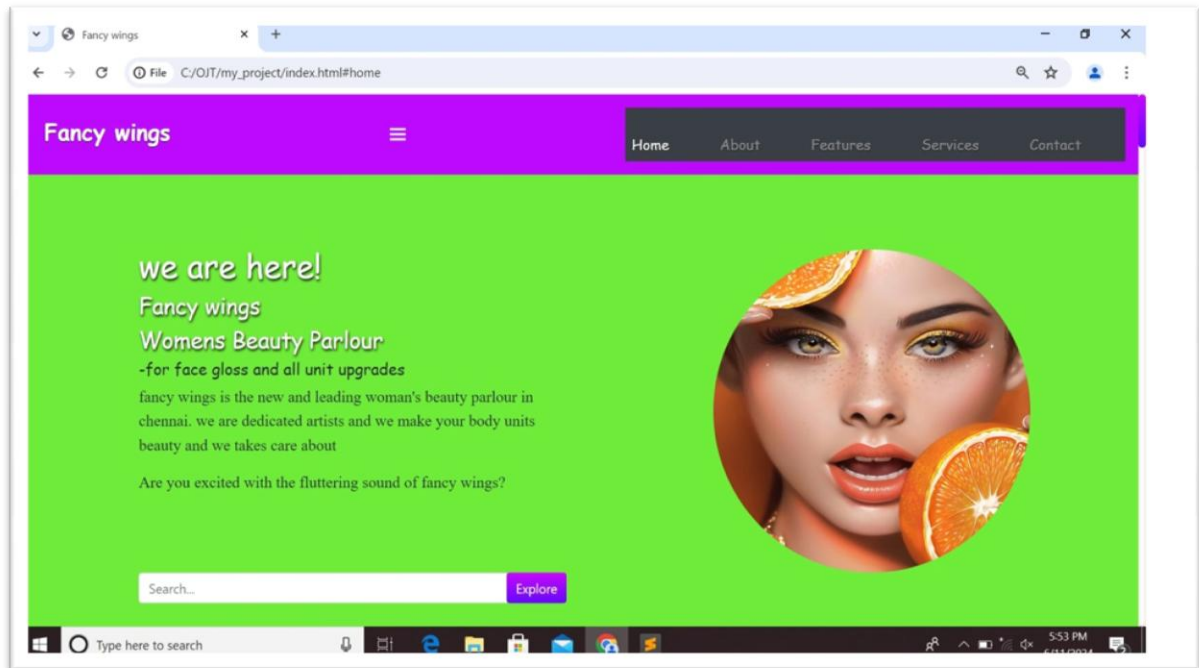 Fancy wings
File C:/OJT/my_project/index.html#home
Fancy wings
Home About Features Services Contact
we are here!
Fancy wings
Womens Beauty Parlour
-for face gloss and all unit upgrades
fancy wings is the new and leading woman's beauty parlour in
chennai. we are dedicated artists and we make your body units
beauty and we takes care about
Are you excited with the fluttering sound of fancy wings?
Search...
Explore
Type here to search
5:53 PM
6/11/2024